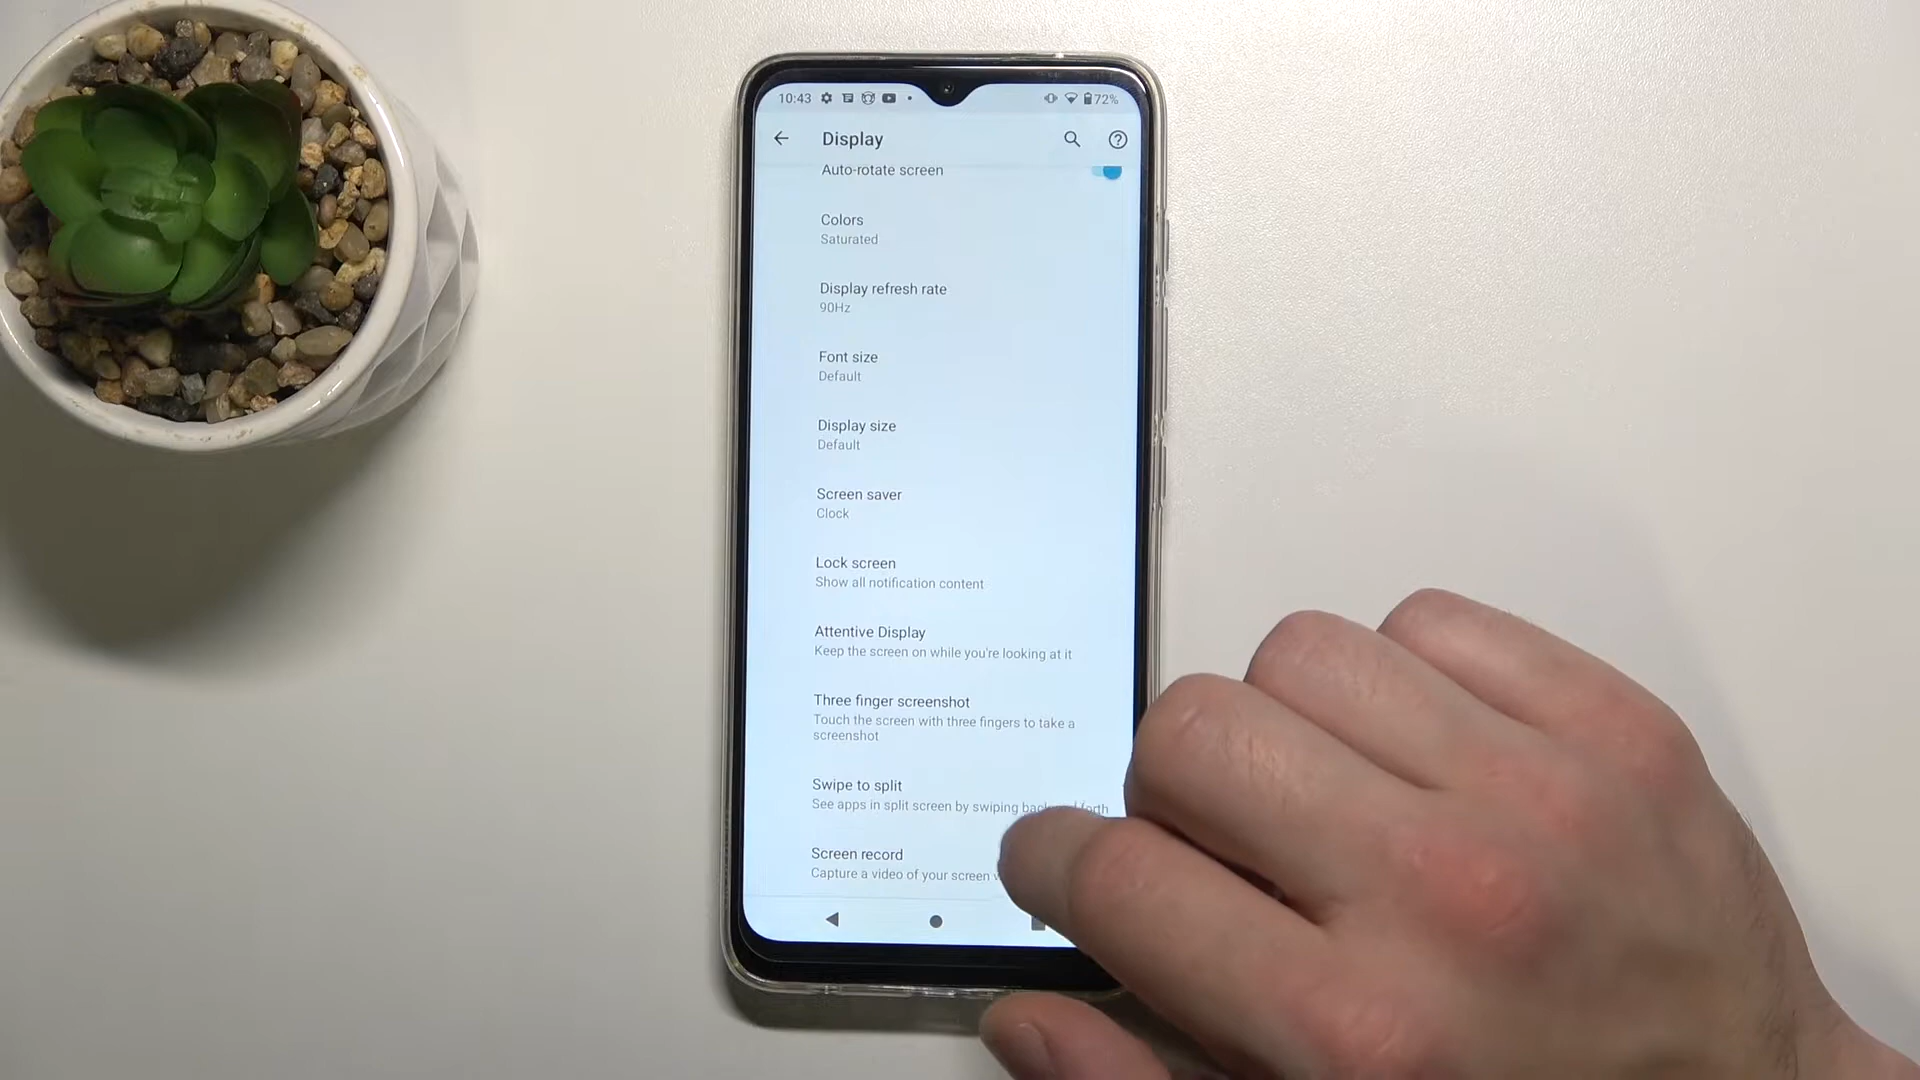 10:43 72%
Display
Auto-rotate screen
Colors
Saturated
Display refresh rate
90Hz
Font size
Default
Display size
Default
Screen saver
Clock
Lock screen
Show all notification content
Attentive Display
Keep the screen on while you're looking at it
Three finger screenshot
Touch the screen with three fingers to take a
screenshot
Swipe to split
See apps in split screen by swiping
Screen record
Capture a video of your screen